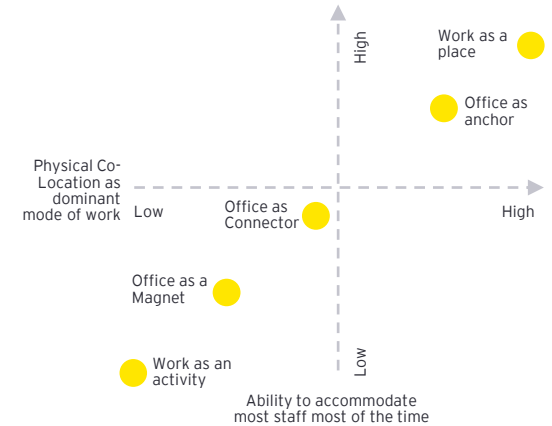 High
Work as a
place
Office as
anchor
Physical Co-
Location as
dominant
mode of work
Low
Office as
Connector
High
Office as a
Magnet
Low
Work as an
activity
Ability to accommodate
most staff most of the time